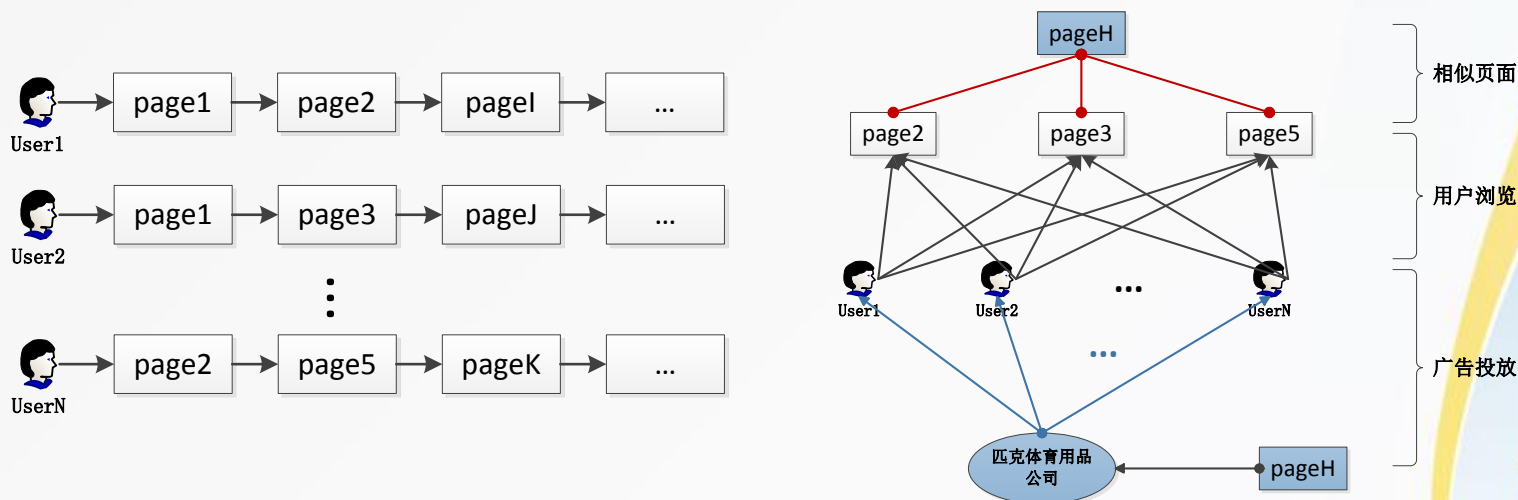 User1
page1
page2
pageI
...
User2
page1
page3
pageJ
...
UserN
page2
page5
pageK
...
pageH
page2
page3
page5
User1
User2
...
UserN
...
匹克体育用品
公司
pageH
相似页面
用户浏览
广告投放